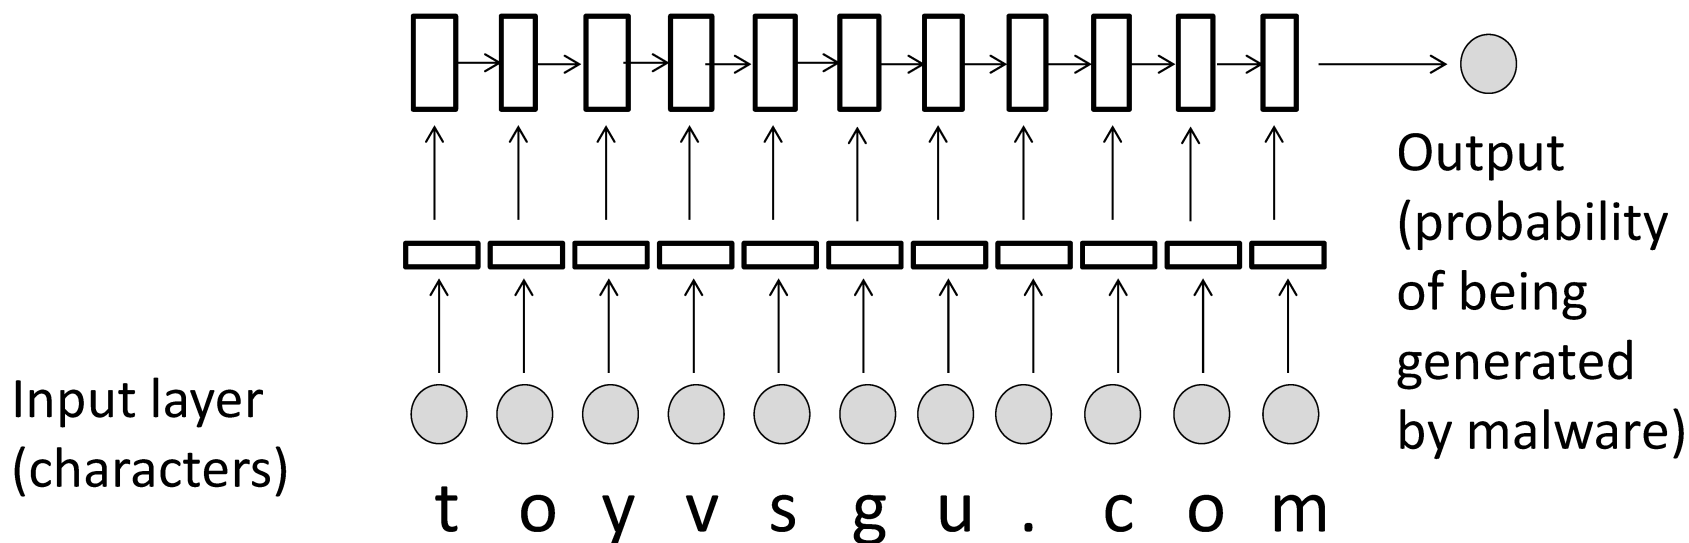 Output
(probability
of being
generated
by malware)
Input layer
(characters)
t o y v s g u . c o m